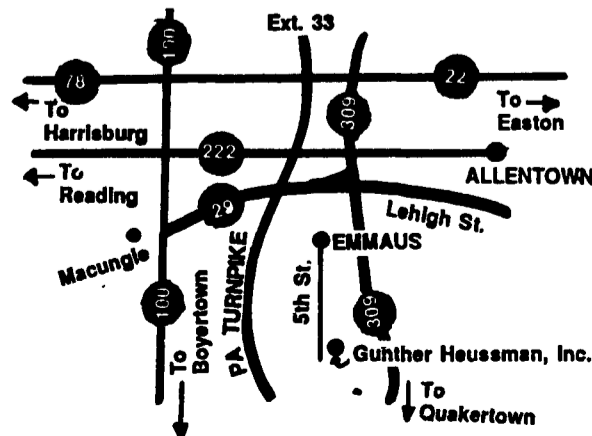 Ext. 33
100
78
22
To
Harrisburg
309
To
Easton
222
To
Reading
ALLENTOWN
29
Lehigh St.
Macungie
EMMAUS
PA TURNPIKE
5th St.
100
309
To
Boyertown
Gunther Heussman, Inc.
To
Quakertown